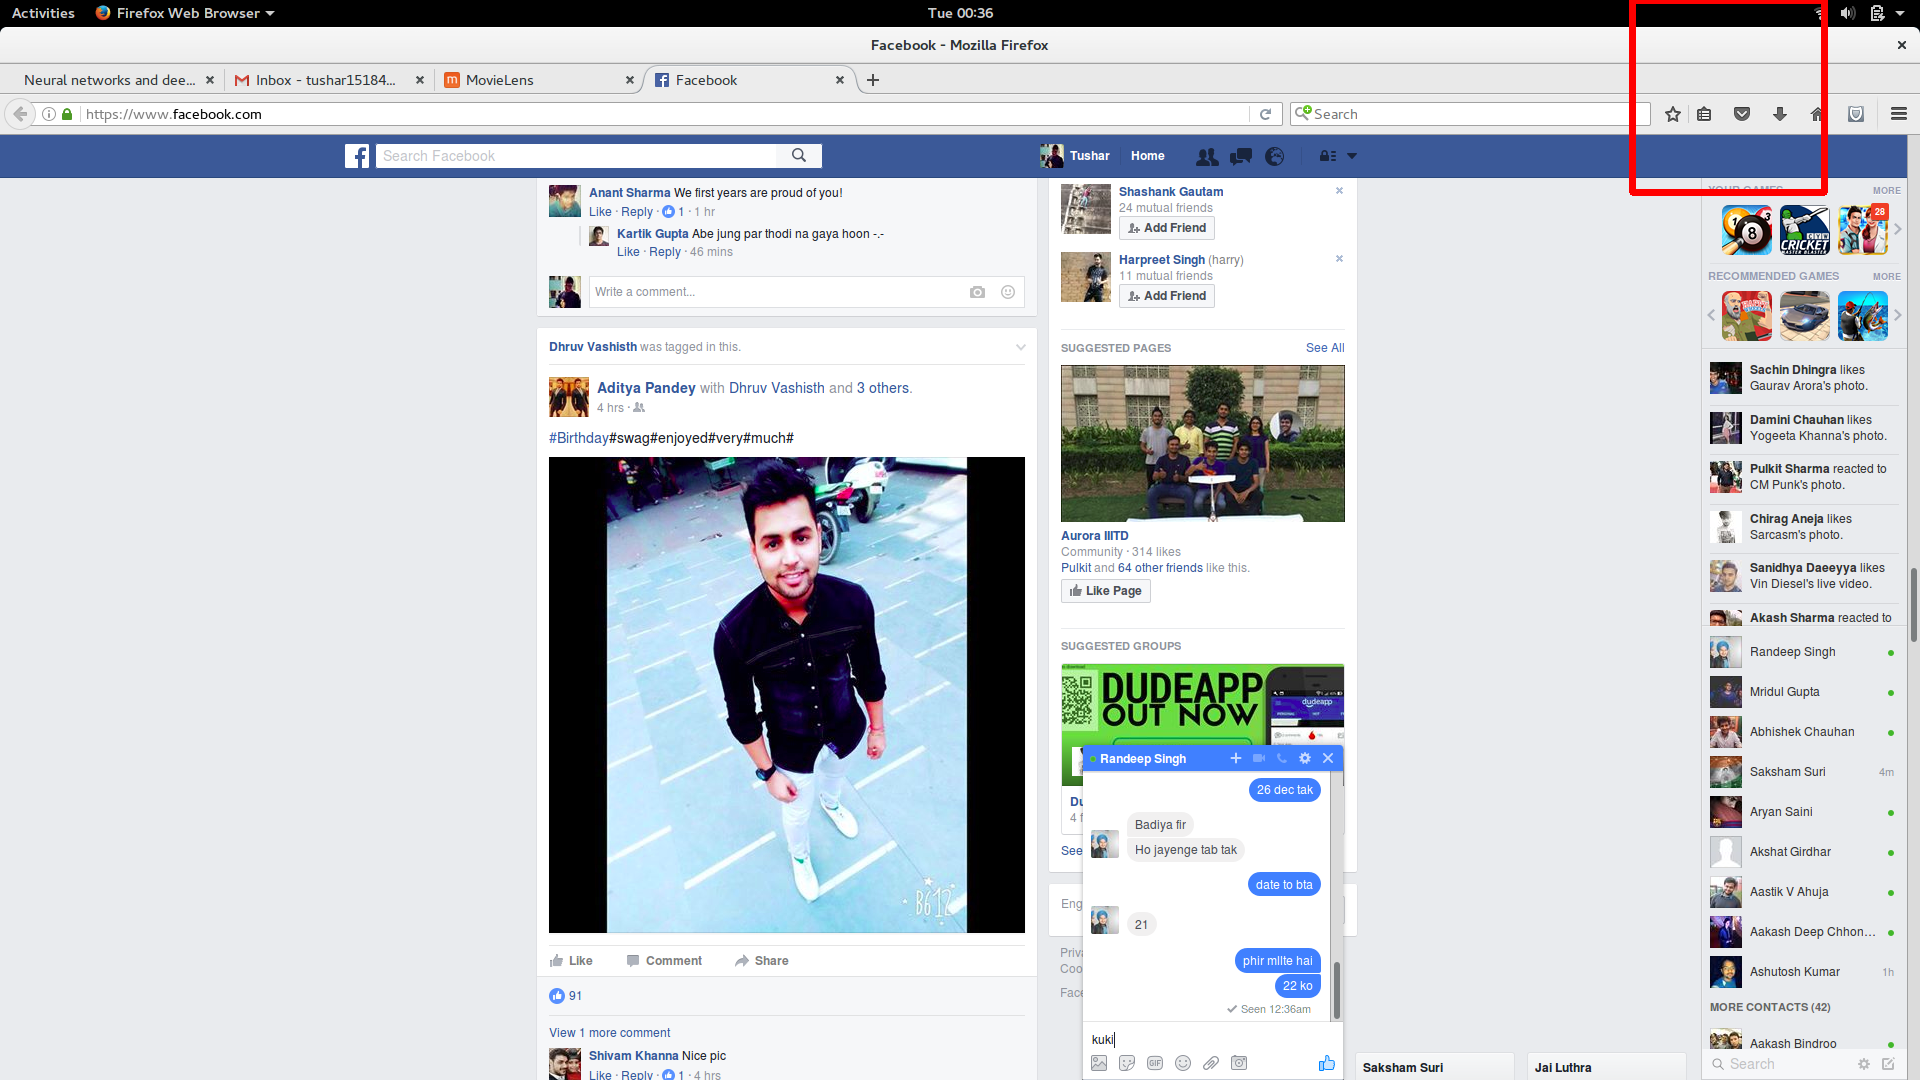 Activities
Firefox Web Browser
Tue 00:36
Facebook - Mozilla Firefox
Neural networks and dee...
Inbox - tushar15184...
MovieLens
Facebook
https://www.facebook.com
Search
Search Facebook
Tushar
Home
Anant Sharma We first years are proud of you!
Like · Reply · 1 · 1 hr
Kartik Gupta Abe jung par thodi na gaya hoon -.-
Like · Reply · 46 mins
Write a comment...
Dhruv Vashisth was tagged in this.
Aditya Pandey with Dhruv Vashisth and 3 others.
4 hrs ·
#Birthday#swag#enjoyed#very#much#
B612
Like Comment Share
91
View 1 more comment
Shivam Khanna Nice pic
Like · Reply · 1 · 4 hrs
Shashank Gautam
24 mutual friends
Add Friend
Harpreet Singh (harry)
11 mutual friends
Add Friend
SUGGESTED PAGES See All
Aurora IIITD
Community · 314 likes
Pulkit and 64 other friends like this.
Like Page
SUGGESTED GROUPS
DUDEAPP
OUT NOW
dudeapp
Du
4 f
See
Eng
Priva
Coo
Face
Randeep Singh
26 dec tak
Badiya fir
Ho jayenge tab tak
date to bta
21
phir mllte hai
22 ko
Seen 12:36am
kuki
GIF
Saksham Suri
Jai Luthra
YOUR GAMES MORE
8
CRICKET
28
RECOMMENDED GAMES MORE
Sachin Dhingra likes
Gaurav Arora's photo.
Damini Chauhan likes
Yogeeta Khanna's photo.
Pulkit Sharma reacted to
CM Punk's photo.
Chirag Aneja likes
Sarcasm's photo.
Sanidhya Daeeyya likes
Vin Diesel's live video.
Akash Sharma reacted to
Randeep Singh
Mridul Gupta
Abhishek Chauhan
Saksham Suri 4m
Aryan Saini
Akshat Girdhar
Aastik V Ahuja
Aakash Deep Chhon...
Ashutosh Kumar 1h
MORE CONTACTS (42)
Aakash Bindroo
Search